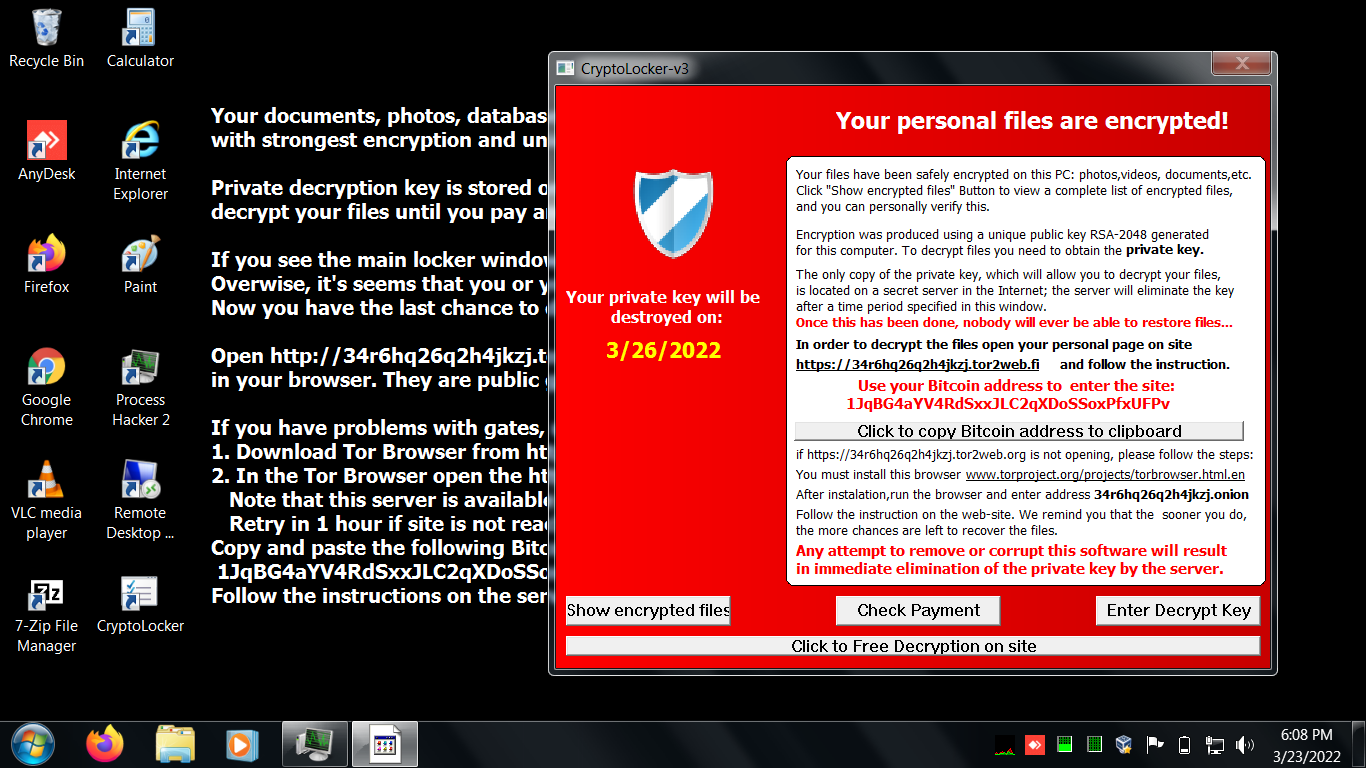 Recycle Bin
Calculator
AnyDesk
Internet
Explorer
Firefox
Paint
Google
Chrome
Process
Hacker 2
VLC media
player
Remote
Desktop ...
7-Zip File
Manager
CryptoLocker
Your documents, photos, databas
with strongest encryption and un
Private decryption key is stored o
decrypt your files until you pay a
If you see the main locker window
Overwise, it's seems that you or y
Now you have the last chance to
Open http://34r6hq26q2h4jkzj.t
in your browser. They are public
If you have problems with gates,
1. Download Tor Browser from ht
2. In the Tor Browser open the ht
Note that this server is available
Retry in 1 hour if site is not reac
Copy and paste the following Bitc
1JqBG4aYV4RdSxxJLC2qXDoSSo
Follow the instructions on the ser
CryptoLocker-v3
Your personal files are encrypted!
Your private key will be
destroyed on:
3/26/2022
Your files have been safely encrypted on this PC: photos,videos, documents,etc.
Click "Show encrypted files" Button to view a complete list of encrypted files,
and you can personally verify this.
Encryption was produced using a unique public key RSA-2048 generated
for this computer. To decrypt files you need to obtain the private key.
The only copy of the private key, which will allow you to decrypt your files,
is located on a secret server in the Internet; the server will eliminate the key
after a time period specified in this window.
Once this has been done, nobody will ever be able to restore files...
In order to decrypt the files open your personal page on site
https://34r6hq26q2h4jkzj.tor2web.fi and follow the instruction.
Use your Bitcoin address to enter the site:
1JqBG4aYV4RdSxxJLC2qXDoSSoxPfxUFPv
Click to copy Bitcoin address to clipboard
if https://34r6hq26q2h4jkzj.tor2web.org is not opening, please follow the steps:
You must install this browser www.torproject.org/projects/torbrowser.html.en
After instalation,run the browser and enter address 34r6hq26q2h4jkzj.onion
Follow the instruction on the web-site. We remind you that the sooner you do,
the more chances are left to recover the files.
Any attempt to remove or corrupt this software will result
in immediate elimination of the private key by the server.
Show encrypted files
Check Payment
Enter Decrypt Key
Click to Free Decryption on site
6:08 PM
3/23/2022